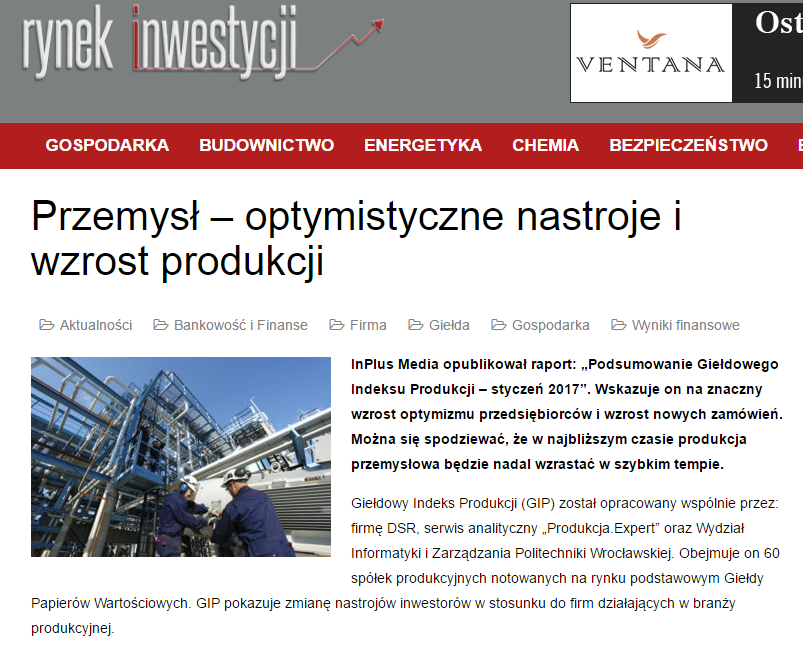 rynek inwestycji
VENTANA
15 min
GOSPODARKA BUDOWNICTWO ENERGETYKA CHEMIA BEZPIECZEŃSTWO
Przemysł – optymistyczne nastroje i
wzrost produkcji
Aktualności Bankowość i Finanse Firma Giełda Gospodarka Wyniki finansowe
InPlus Media opublikował raport: „Podsumowanie Giełdowego
Indeksu Produkcji – styczeń 2017”. Wskazuje on na znaczny
wzrost optymizmu przedsiębiorców i wzrost nowych zamówień.
Można się spodziewać, że w najbliższym czasie produkcja
przemysłowa będzie nadal wzrastać w szybkim tempie.
Giełdowy Indeks Produkcji (GIP) został opracowany wspólnie przez:
firmę DSR, serwis analityczny „Produkcja.Expert” oraz Wydział
Informatyki i Zarządzania Politechniki Wrocławskiej. Obejmuje on 60
spółek produkcyjnych notowanych na rynku podstawowym Giełdy
Papierów Wartościowych. GIP pokazuje zmianę nastrojów inwestorów w stosunku do firm działających w branży
produkcyjnej.